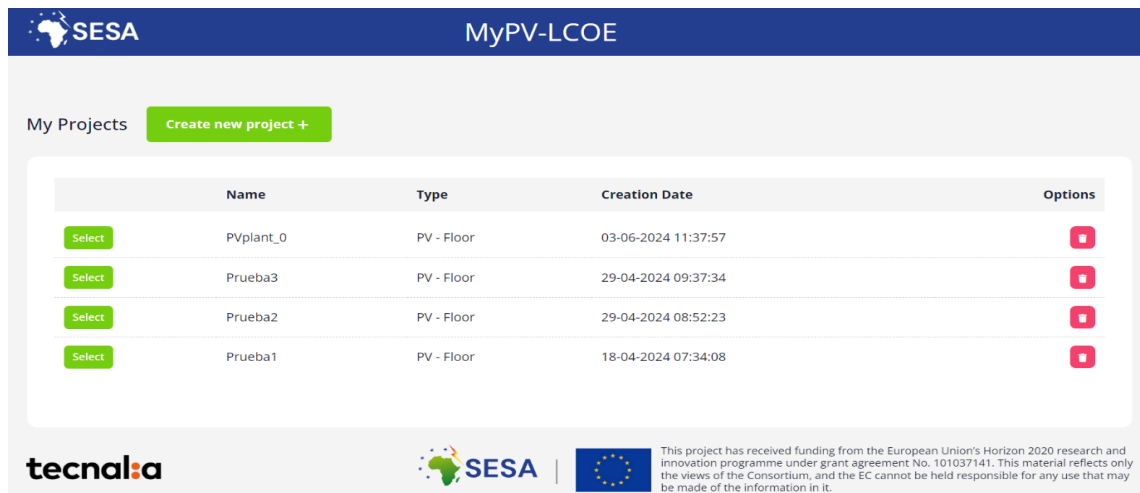 SESA
MyPV-LCOE
My Projects
Create new project +
Name Type Creation Date Options
Select PVplant_0 PV - Floor 03-06-2024 11:37:57
Select Prueba3 PV - Floor 29-04-2024 09:37:34
Select Prueba2 PV - Floor 29-04-2024 08:52:23
Select Prueba1 PV - Floor 18-04-2024 07:34:08
tecnal:a
SESA
This project has received funding from the European Union's Horizon 2020 research and
innovation programme under grant agreement No. 101037141. This material reflects only
the views of the Consortium, and the EC cannot be held responsible for any use that may
be made of the information in it.